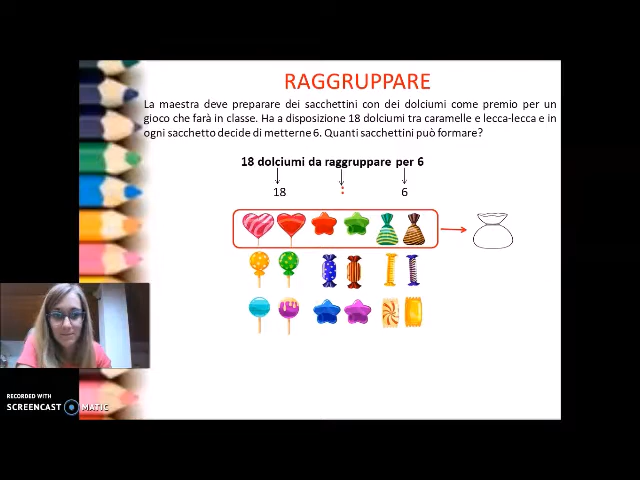 RAGGRUPPARE
La maestra deve preparare dei sacchettini con dei dolciumi come premio per un
gioco che farà in classe. Ha a disposizione 18 dolciumi tra caramelle e lecca-lecca e in
ogni sacchetto decide di metterne 6. Quanti sacchettini può formare?
18 dolciumi da raggruppare per 6
18 : 6
RECORDED WITH
SCREENCAST MATIC